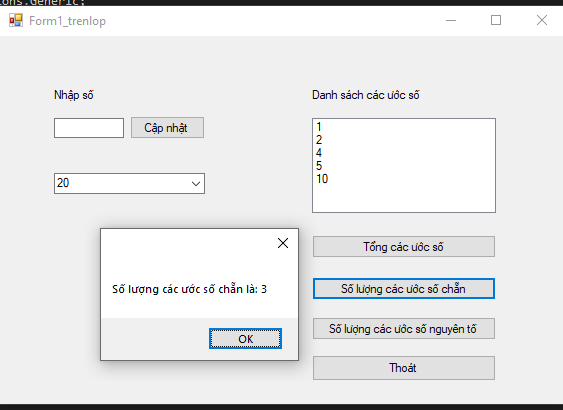 ons.Generic;
Form1_trenlop
Nhập số
Danh sách các ước số
Cập nhật
1
2
4
5
10
20
Tổng các ước số
Số lượng các ước số chẵn
Số lượng các ước số nguyên tố
Thoát
Số lượng các ước số chẵn là: 3
OK